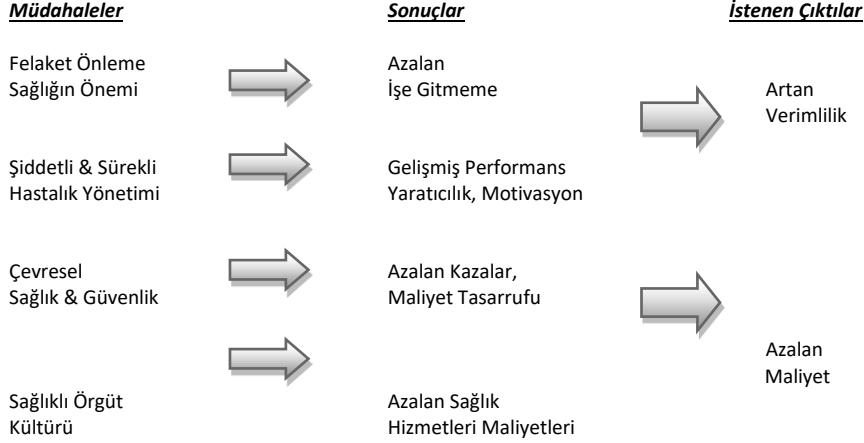 Müdahaleler
Sonuçlar
İstenen Çıktılar
Felaket Önleme
Sağlığın Önemi
Azalan
İşe Gitmeme
Artan
Verimlilik
Şiddetli & Sürekli
Hastalık Yönetimi
Gelişmiş Performans
Yaratıcılık, Motivasyon
Çevresel
Sağlık & Güvenlik
Azalan Kazalar,
Maliyet Tasarrufu
Azalan
Maliyet
Sağlıklı Örgüt
Kültürü
Azalan Sağlık
Hizmetleri Maliyetleri